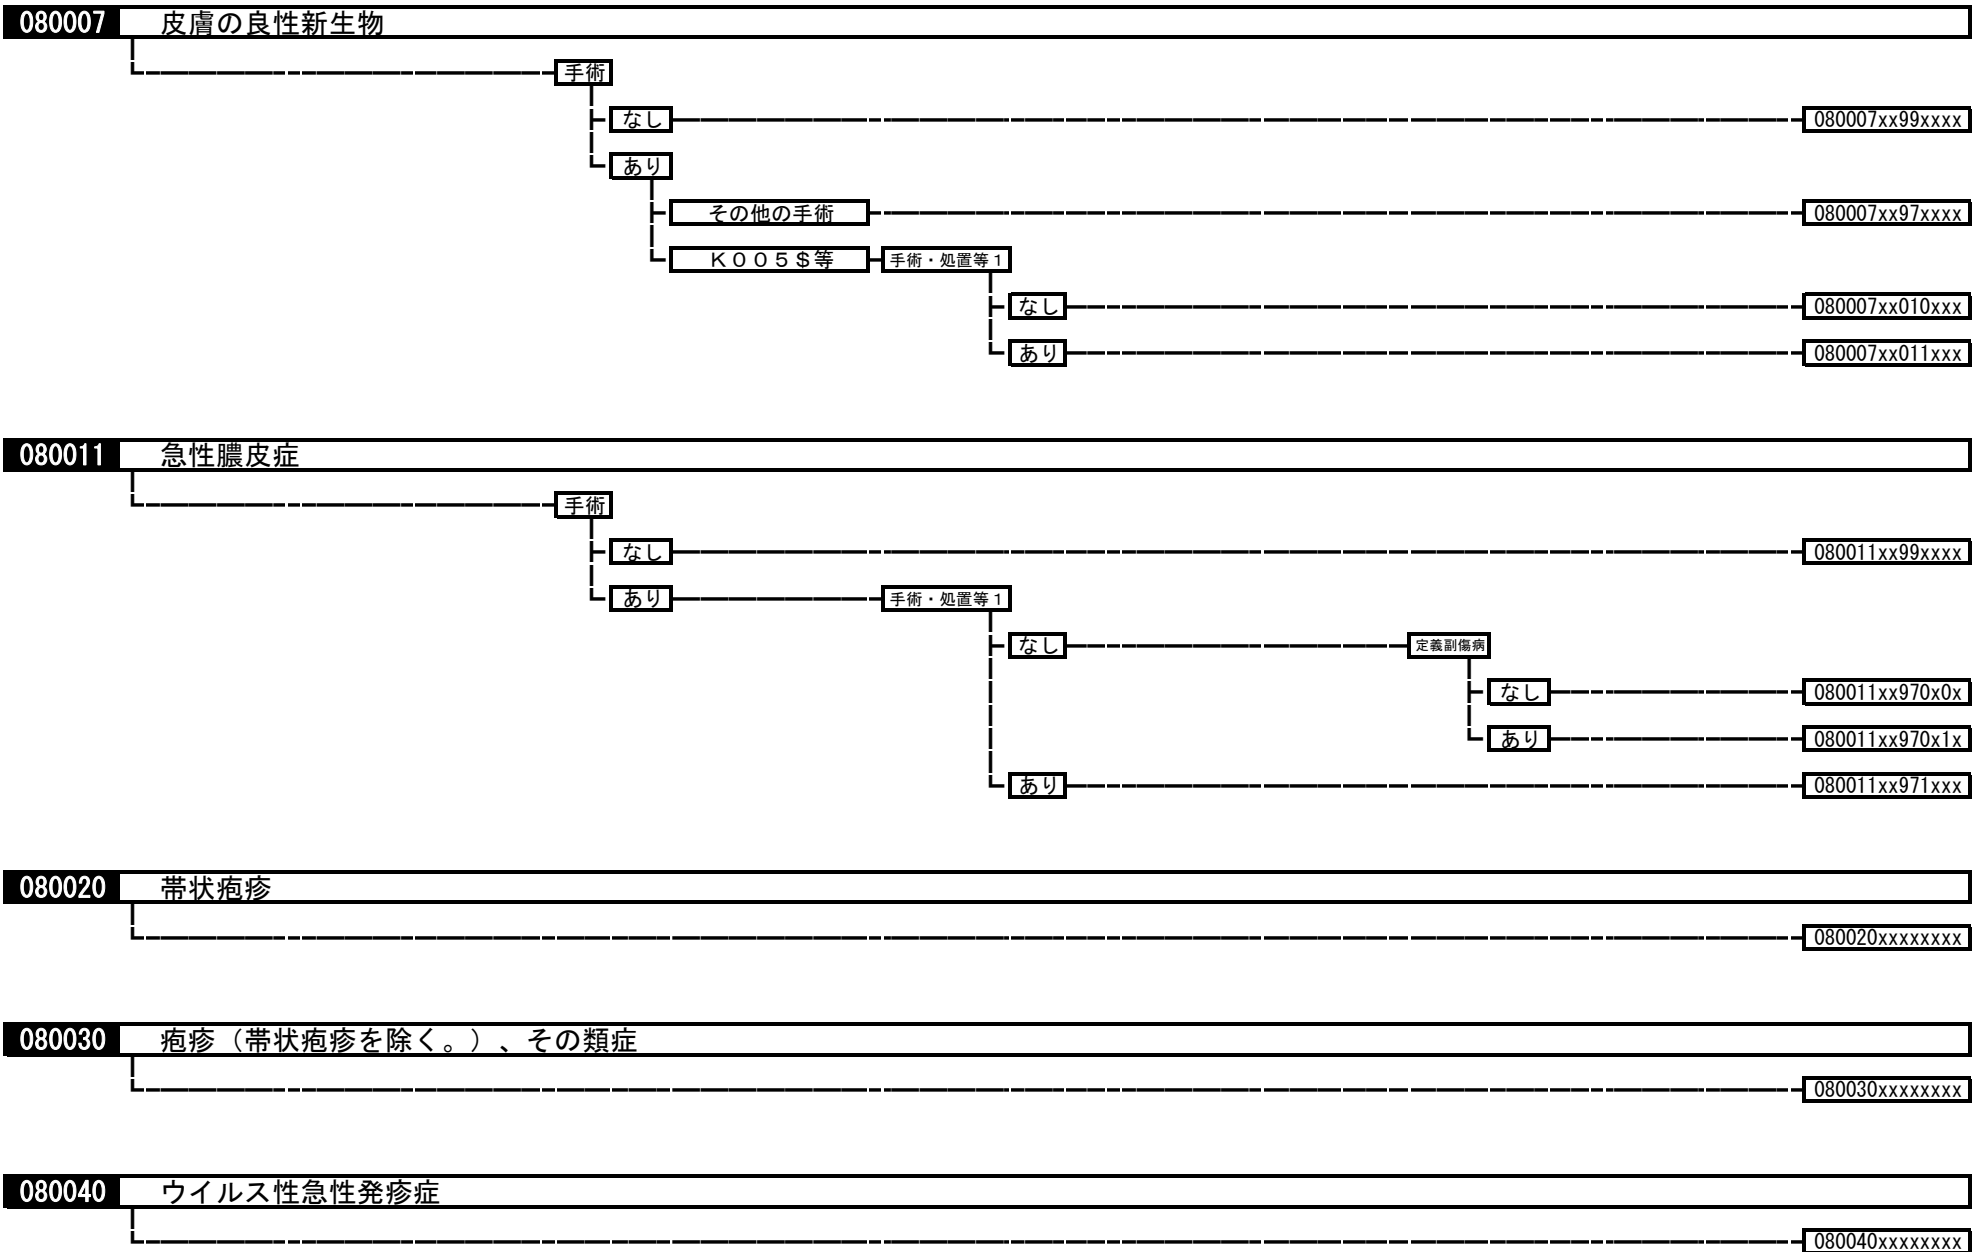 080007 皮膚の良性新生物
手術
なし 080007xx99xxxx
あり
その他の手術 080007xx97xxxx
K005$等 手術・処置等1
なし 080007xx010xxx
あり 080007xx011xxx
080011 急性膿皮症
手術
なし 080011xx99xxxx
あり 手術・処置等1
なし 定義副傷病
なし 080011xx970x0x
あり 080011xx970x1x
あり 080011xx971xxx
080020 帯状疱疹
080020xxxxxxxx
080030 疱疹(帯状疱疹を除く。)、その類症
080030xxxxxxxx
080040 ウイルス性急性発疹症
080040xxxxxxxx